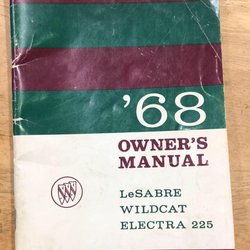 '68
OWNER'S
MANUAL
LeSABRE
WILDCAT
ELECTRA 225